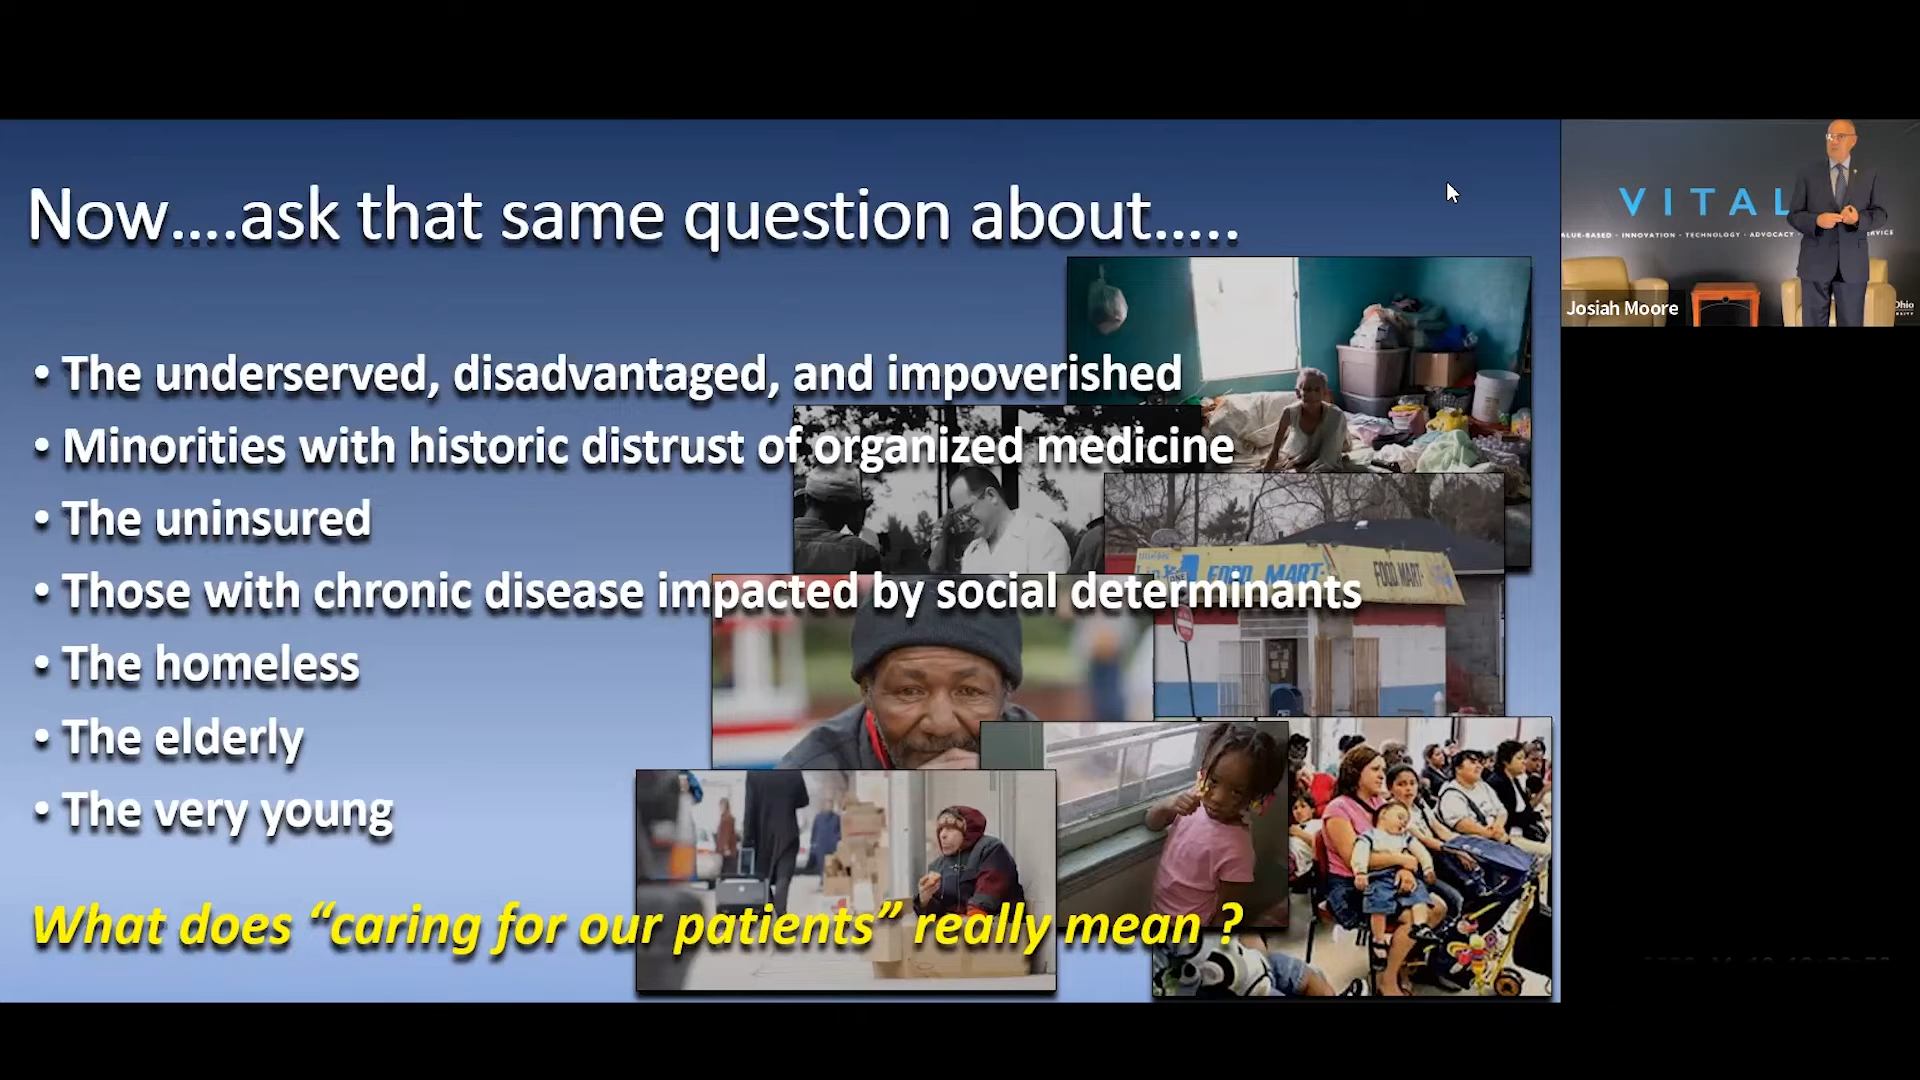 Now....ask that same question about.....
• The underserved, disadvantaged, and impoverished
• Minorities with historic distrust of organized medicine
• The uninsured
• Those with chronic disease impacted by social determinants
• The homeless
• The elderly
• The very young
What does “caring for our patients” really mean ?
FOOD MART
FOOD MART
VITAL
ALUE-BASED · INNOVATION · TECHNOLOGY · ADVOCACY ·
Josiah Moore
Ohio